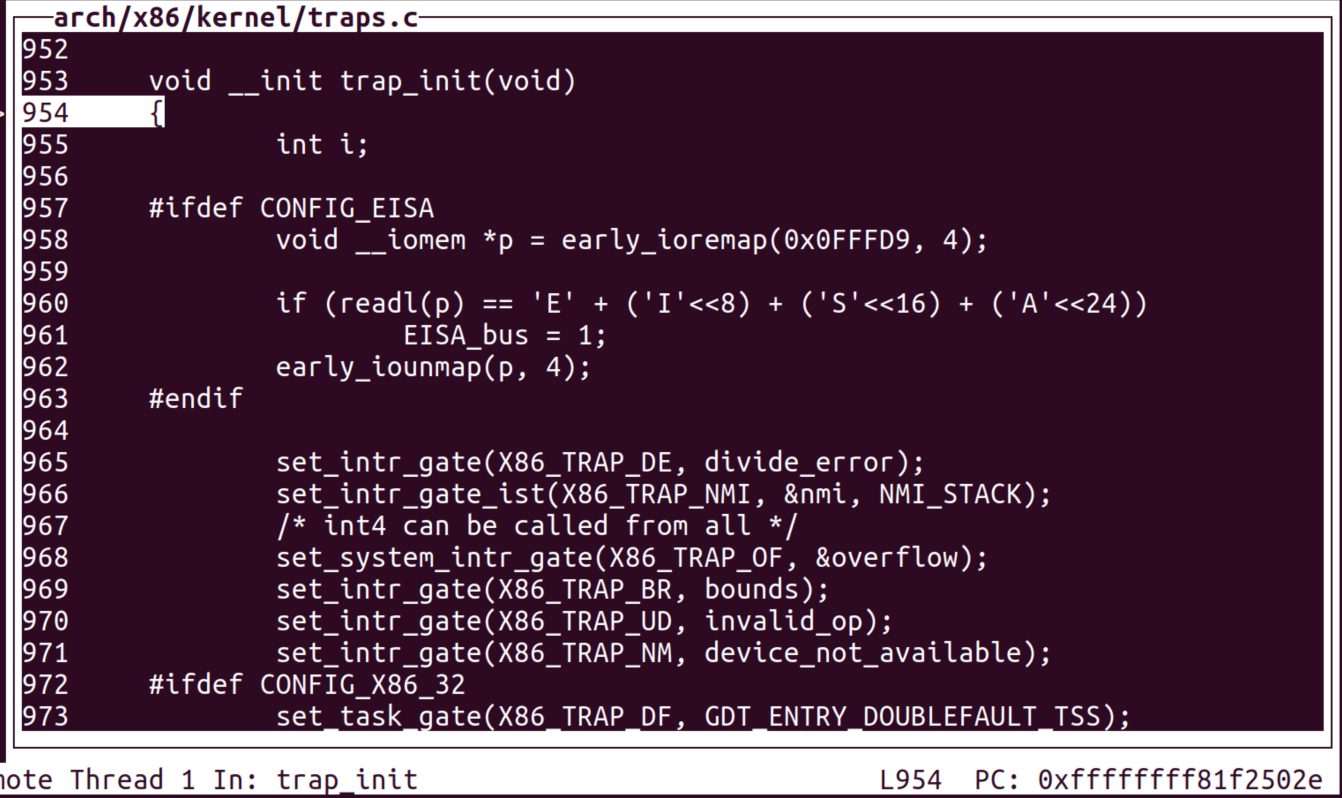 arch/x86/kernel/traps.c
952
953     void __init trap_init(void)
>954     {
955             int i;
956
957     #ifdef CONFIG_EISA
958             void __iomem *p = early_ioremap(0x0FFFD9, 4);
959
960             if (readl(p) == 'E' + ('I'<<8) + ('S'<<16) + ('A'<<24))
961                     EISA_bus = 1;
962             early_iounmap(p, 4);
963     #endif
964
965             set_intr_gate(X86_TRAP_DE, divide_error);
966             set_intr_gate_ist(X86_TRAP_NMI, &nmi, NMI_STACK);
967             /* int4 can be called from all */
968             set_system_intr_gate(X86_TRAP_OF, &overflow);
969             set_intr_gate(X86_TRAP_BR, bounds);
970             set_intr_gate(X86_TRAP_UD, invalid_op);
971             set_intr_gate(X86_TRAP_NM, device_not_available);
972     #ifdef CONFIG_X86_32
973             set_task_gate(X86_TRAP_DF, GDT_ENTRY_DOUBLEFAULT_TSS);
ote Thread 1 In: trap_init L954 PC: 0xffffffff81f2502e